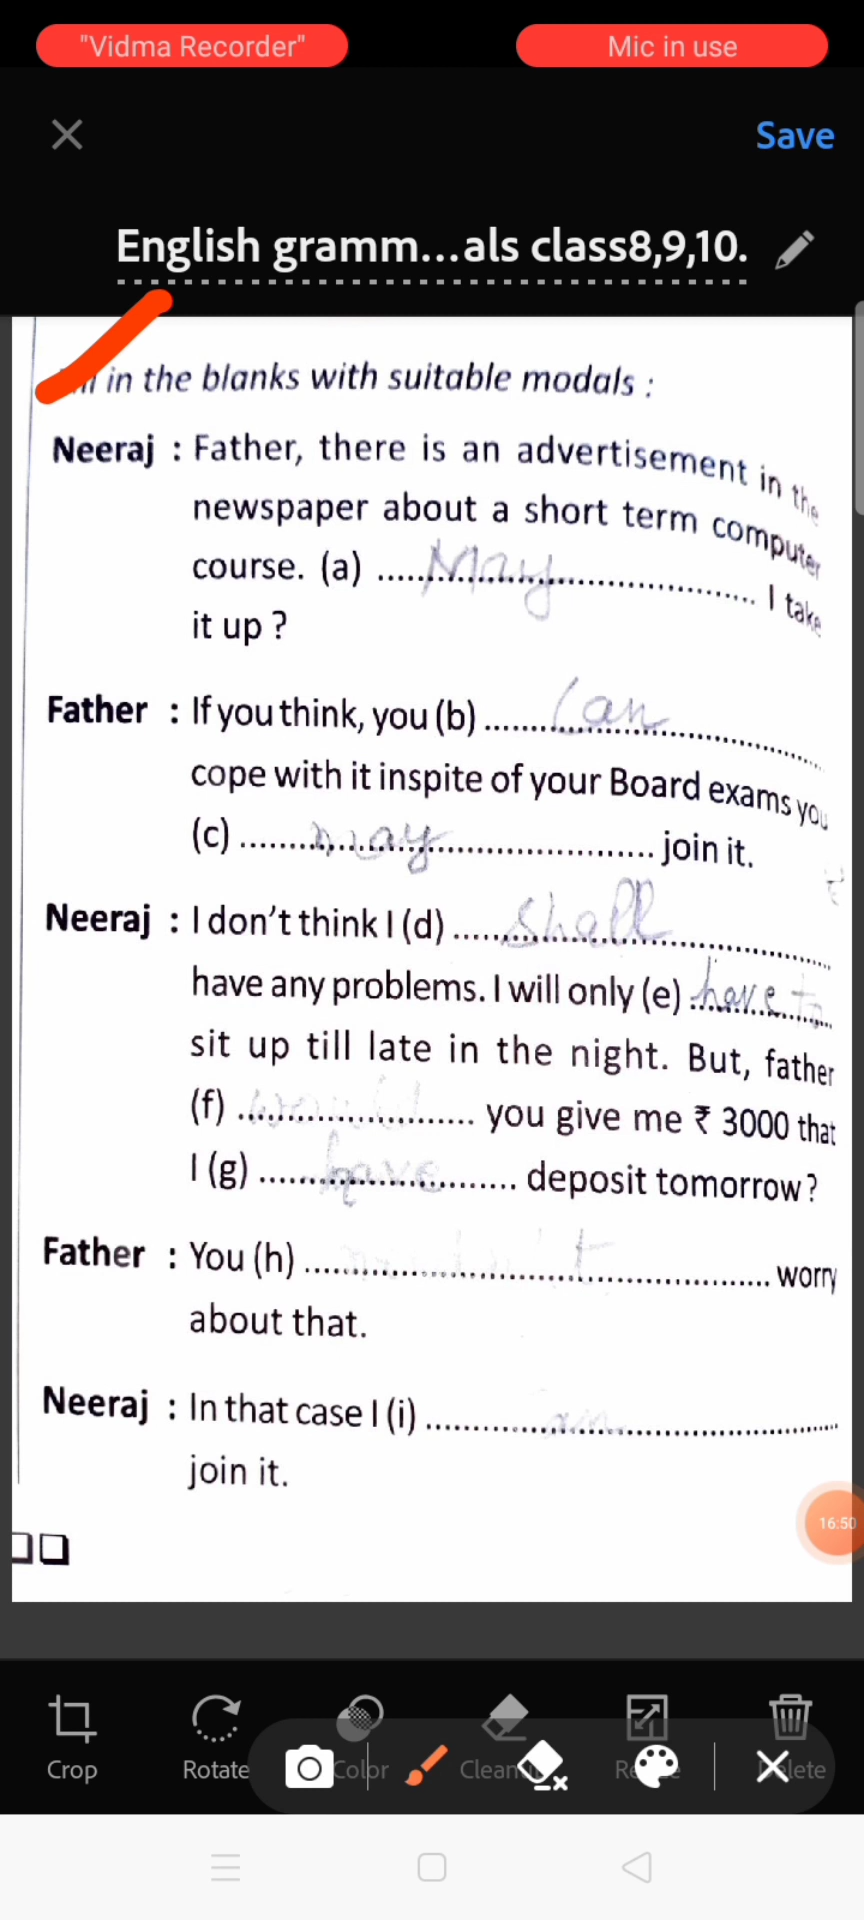 "Vidma Recorder"
Mic in use
Save
English gramm...als class8,9,10.
in the blanks with suitable modals :
Neeraj : Father, there is an advertisement in the
newspaper about a short term computer
course. (a) .....May..... I take
it up ?
Father : If you think, you (b) .....Can.....
cope with it inspite of your Board exams you
(c) .....may..... join it.
Neeraj : I don't think I (d) .....shall.....
have any problems. I will only (e) .....have to.....
sit up till late in the night. But, father
(f) .....would..... you give me ₹ 3000 that
I (g) .....have..... deposit tomorrow?
Father : You (h) ..... worry
about that.
Neeraj : In that case I (i) .....
join it.
16:50
Crop
Rotate
Color
Clean
Delete